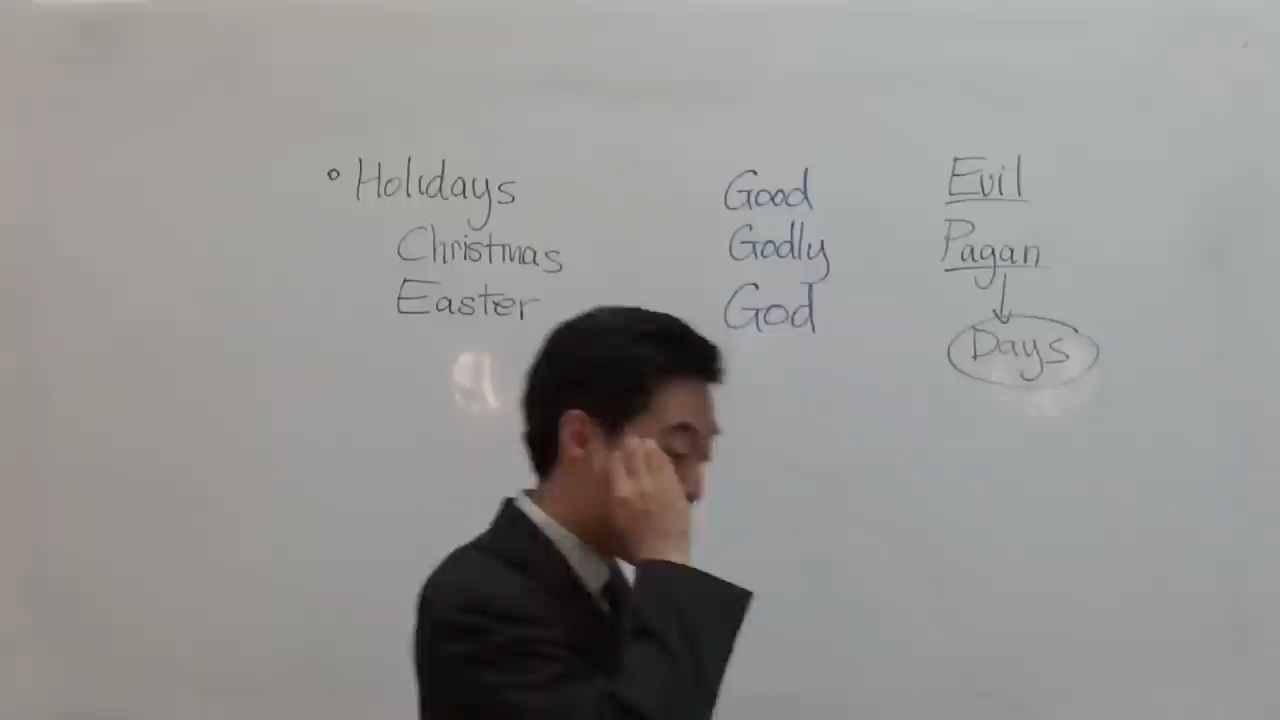 • Holidays
Christmas
Easter
Good
Godly
God
Evil
Pagan
Days